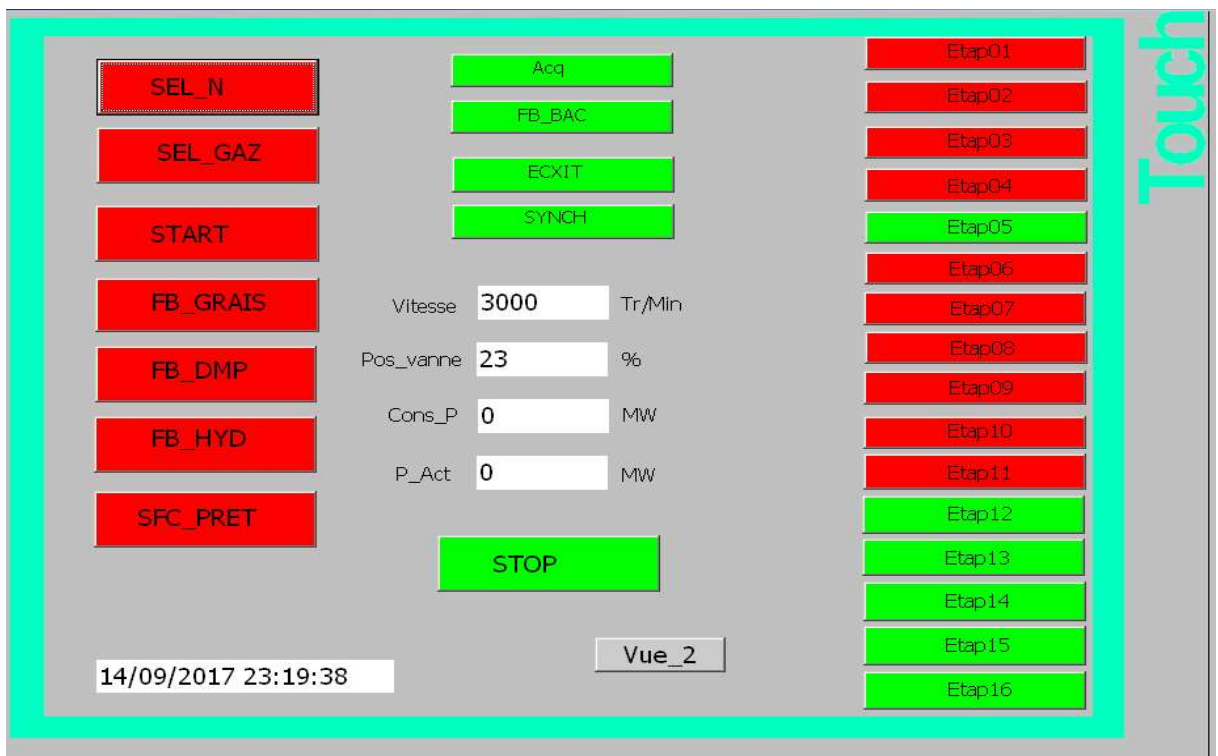 SEL_N
SEL_GAZ
START
FB_GRAIS
FB_DMP
FB_HYD
SFC_PRET
14/09/2017 23:19:38
Acq
FB_BAC
ECXIT
SYNCH
Vitesse 3000 Tr/Min
Pos_vanne 23 %
Cons_P 0 MW
P_Act 0 MW
STOP
Vue_2
Etap01
Etap02
Etap03
Etap04
Etap05
Etap06
Etap07
Etap08
Etap09
Etap10
Etap11
Etap12
Etap13
Etap14
Etap15
Etap16
Touch